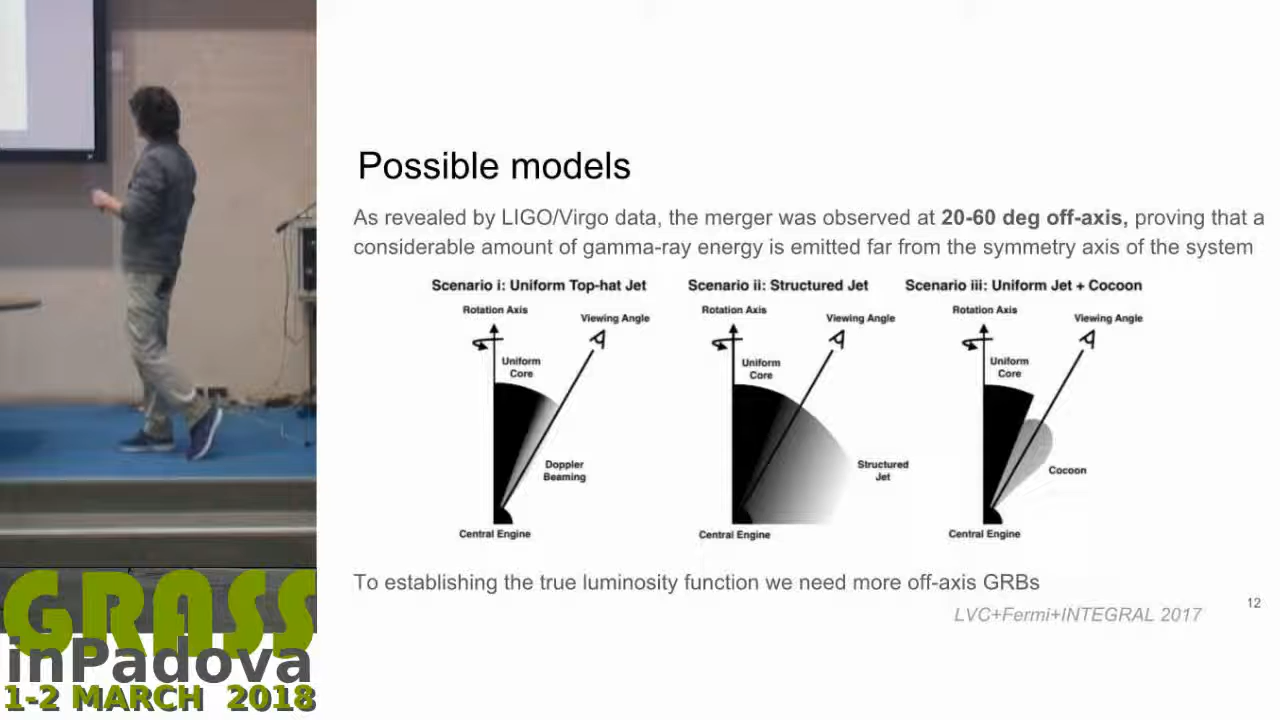 Possible models
As revealed by LIGO/Virgo data, the merger was observed at 20-60 deg off-axis, proving that a
considerable amount of gamma-ray energy is emitted far from the symmetry axis of the system
Scenario i: Uniform Top-hat Jet
Rotation Axis
Viewing Angle
Uniform
Core
Doppler
Beaming
Central Engine
Scenario ii: Structured Jet
Rotation Axis
Viewing Angle
Uniform
Core
Structured
Jet
Central Engine
Scenario iii: Uniform Jet + Cocoon
Rotation Axis
Viewing Angle
Uniform
Core
Cocoon
Central Engine
To establishing the true luminosity function we need more off-axis GRBs
LVC+Fermi+INTEGRAL 2017
12
GRASS
inPadova
1-2 MARCH 2018